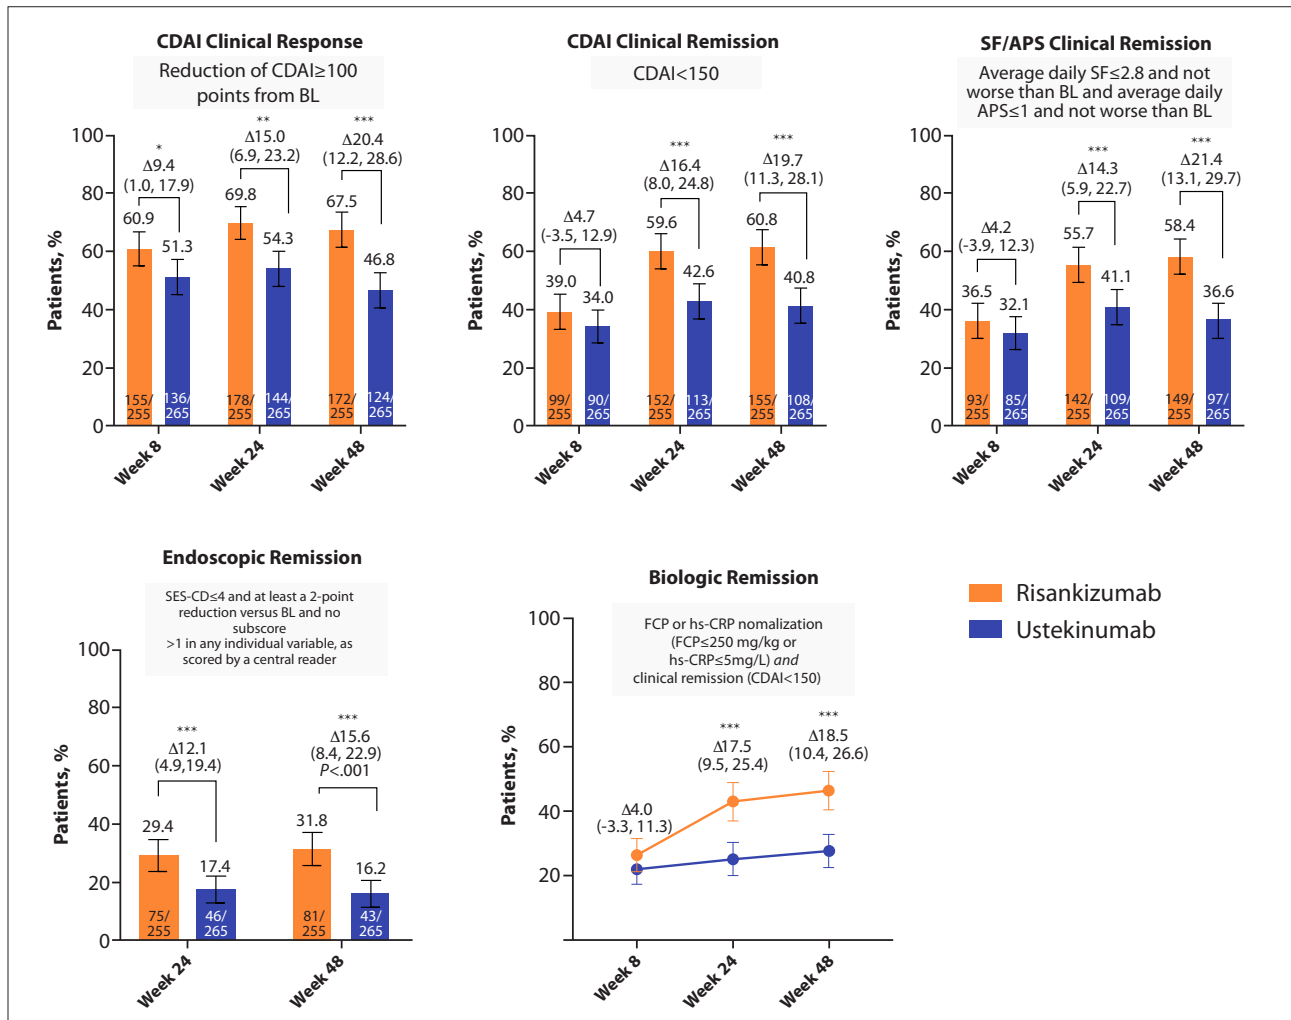 CDAI Clinical Response
Reduction of CDAI≥100
points from BL
Patients, %
100
80
60
40
20
0
*
Δ9.4
(1.0, 17.9)
60.9
51.3
155/
255
136/
265
Week 8
**
Δ15.0
(6.9, 23.2)
69.8
54.3
178/
255
144/
265
Week 24
***
Δ20.4
(12.2, 28.6)
67.5
46.8
172/
255
124/
265
Week 48
CDAI Clinical Remission
CDAI<150
Patients, %
100
80
60
40
20
0
Δ4.7
(-3.5, 12.9)
39.0
34.0
99/
255
90/
265
Week 8
***
Δ16.4
(8.0, 24.8)
59.6
42.6
152/
255
113/
265
Week 24
***
Δ19.7
(11.3, 28.1)
60.8
40.8
155/
255
108/
265
Week 48
SF/APS Clinical Remission
Average daily SF≤2.8 and not
worse than BL and average daily
APS≤1 and not worse than BL
Patients, %
100
80
60
40
20
0
Δ4.2
(-3.9, 12.3)
36.5
32.1
93/
255
85/
265
Week 8
***
Δ14.3
(5.9, 22.7)
55.7
41.1
142/
255
109/
265
Week 24
***
Δ21.4
(13.1, 29.7)
58.4
36.6
149/
255
97/
265
Week 48
Endoscopic Remission
SES-CD≤4 and at least a 2-point
reduction versus BL and no
subscore
>1 in any individual variable, as
scored by a central reader
Patients, %
100
80
60
40
20
0
***
Δ12.1
(4.9,19.4)
29.4
17.4
75/
255
46/
265
Week 24
***
Δ15.6
(8.4, 22.9)
P<.001
31.8
16.2
81/
255
43/
265
Week 48
Biologic Remission
FCP or hs-CRP nomalization
(FCP≤250 mg/kg or
hs-CRP≤5mg/L) and
clinical remission (CDAI<150)
Patients, %
100
80
60
40
20
Δ4.0
(-3.3, 11.3)
Week 8
***
Δ17.5
(9.5, 25.4)
Week 24
***
Δ18.5
(10.4, 26.6)
Week 48
Risankizumab
Ustekinumab